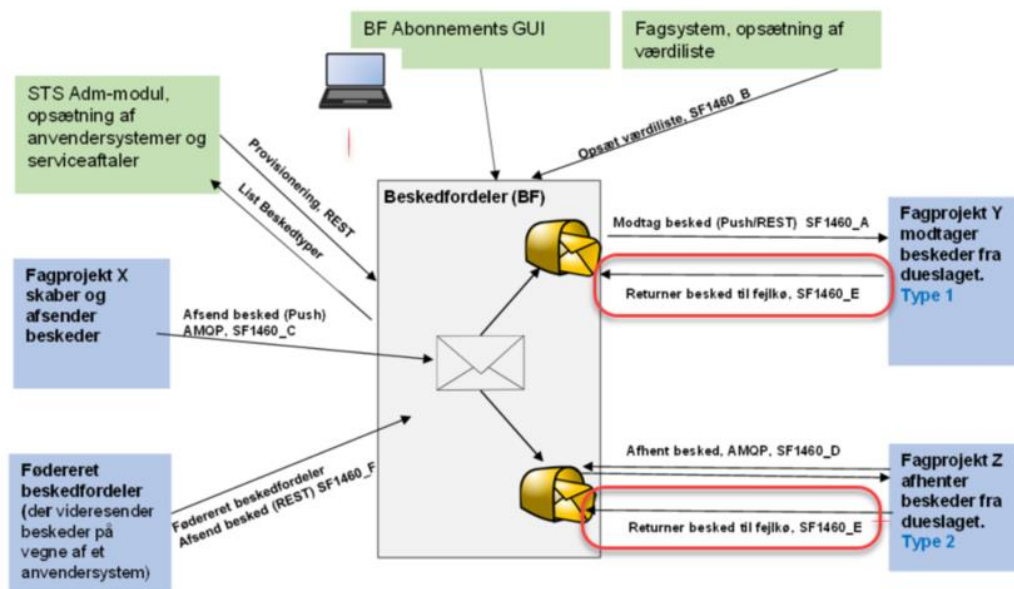 BF Abonnements GUI
Fagsystem, opsætning af
værdiliste
STS Adm-modul,
opsætning af
anvendersystemer og
serviceaftaler
Provisionering, REST
List Beskedtyper
Opsæt værdiliste, SF1460_B
Beskedfordeler (BF)
Modtag besked (Push/REST) SF1460_A
Returner besked til fejlkø, SF1460_E
Fagprojekt Y
modtager
beskeder fra
dueslaget.
Type 1
Fagprojekt X
skaber og
afsender
beskeder
Afsend besked (Push)
AMQP, SF1460_C
Fødereret
beskedfordeler
(der videresender
beskeder på
vegne af et
anvendersystem)
Fødereret beskedfordeler
Afsend besked (REST) SF1460_F
Afhent besked, AMQP, SF1460_D
Returner besked til fejlkø, SF1460_E
Fagprojekt Z
afhenter
beskeder fra
dueslaget.
Type 2